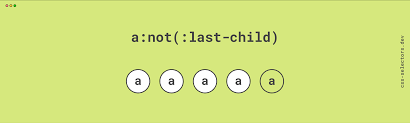 a:not(:last-child)
a a a a a
css-selectors.dev